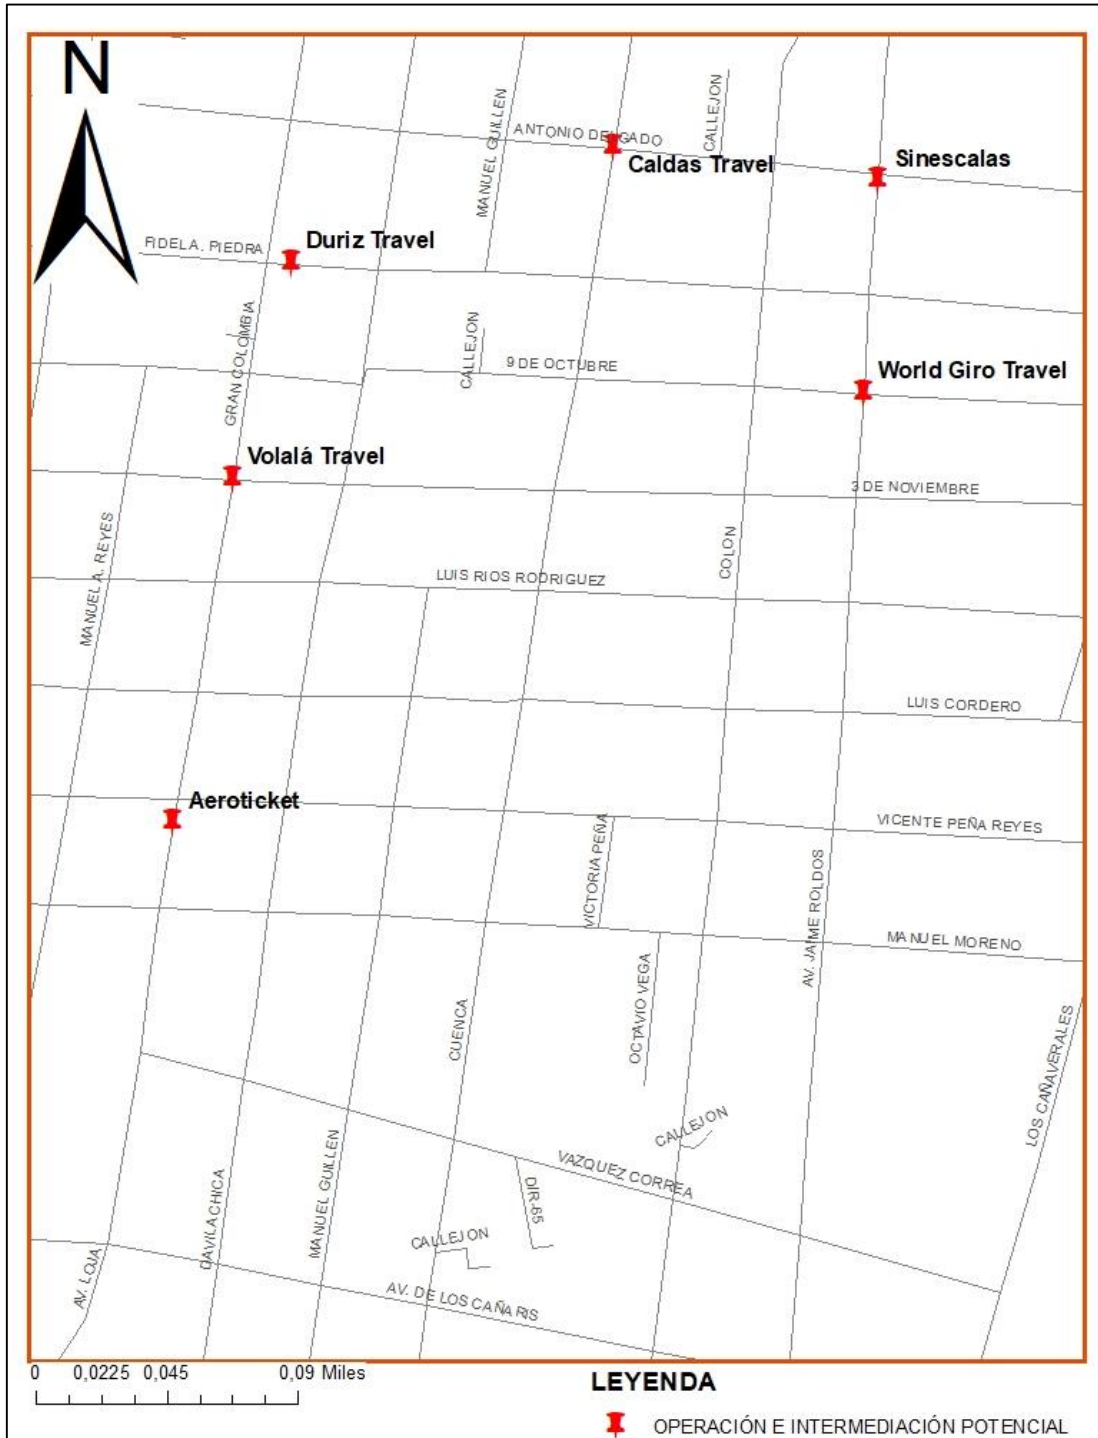 N
MANUEL GUILLEN
ANTONIO DELGADO
CALLEJON
Caldas Travel
Sinescalas
FIDEL A. PIEDRA
Duriz Travel
GRAN COLOMBIA
CALLEJON
9 DE OCTUBRE
World Giro Travel
Volalá Travel
3 DE NOVIEMBRE
MANUEL A. REYES
COLON
LUIS RIOS RODRIGUEZ
LUIS CORDERO
Aeroticket
VICTORIA PEÑA
VICENTE PEÑA REYES
AV. JAIME ROLDOS
MANUEL MORENO
CUENCA
OCTAVIO VEGA
LOS CAÑAVERALES
CALLEJON
VAZQUEZ CORREA
DAVILACHICA
MANUEL GUILLEN
DIR-65
CALLEJON
AV. LOJA
AV. DE LOS CAÑARIS
0 0,0225 0,045 0,09 Miles
LEYENDA
OPERACIÓN E INTERMEDIACIÓN POTENCIAL